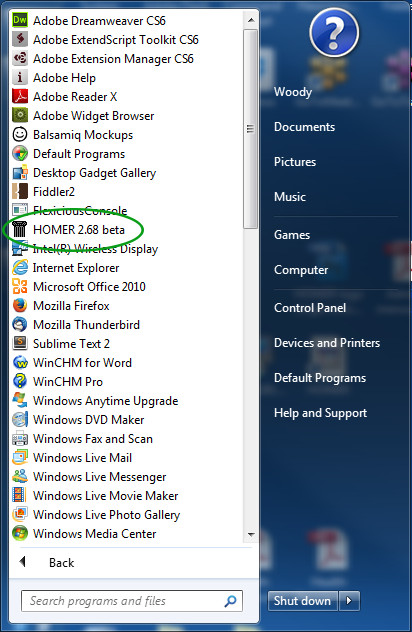 Adobe Dreamweaver CS6
Adobe ExtendScript Toolkit CS6
Adobe Extension Manager CS6
Adobe Help
Adobe Reader X
Adobe Widget Browser
Balsamiq Mockups
Default Programs
Desktop Gadget Gallery
Fiddler2
FlexiciousConsole
HOMER 2.68 beta
Intel(R) Wireless Display
Internet Explorer
Microsoft Office 2010
Mozilla Firefox
Mozilla Thunderbird
Sublime Text 2
WinCHM for Word
WinCHM Pro
Windows Anytime Upgrade
Windows DVD Maker
Windows Fax and Scan
Windows Live Mail
Windows Live Messenger
Windows Live Movie Maker
Windows Live Photo Gallery
Windows Media Center
Back
Search programs and files
Woody
Documents
Pictures
Music
Games
Computer
Control Panel
Devices and Printers
Default Programs
Help and Support
Shut down